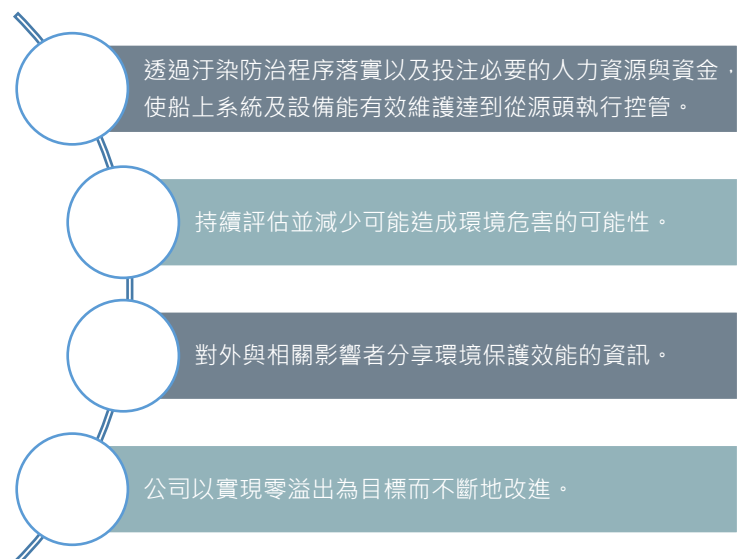 透過汙染防治程序落實以及投注必要的人力資源與資金，
使船上系統及設備能有效維護達到從源頭執行控管。
持續評估並減少可能造成環境危害的可能性。
對外與相關影響者分享環境保護效能的資訊。
公司以實現零溢出為目標而不斷地改進。